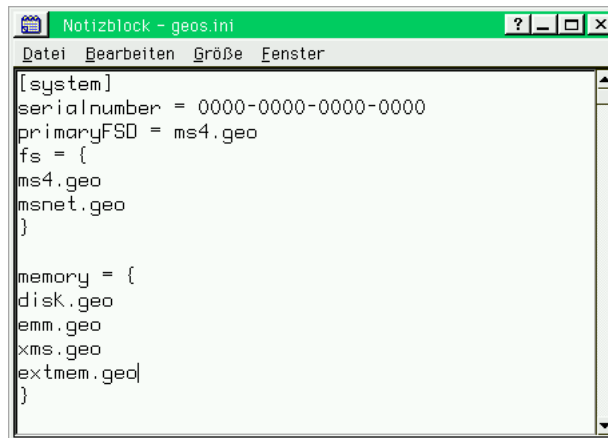 Notizblock - geos.ini
Datei Bearbeiten Größe Fenster
[system]
serialnumber = 0000-0000-0000-0000
primaryFSD = ms4.geo
fs = {
ms4.geo
msnet.geo
}
memory = {
disk.geo
emm.geo
xms.geo
extmem.geo
}